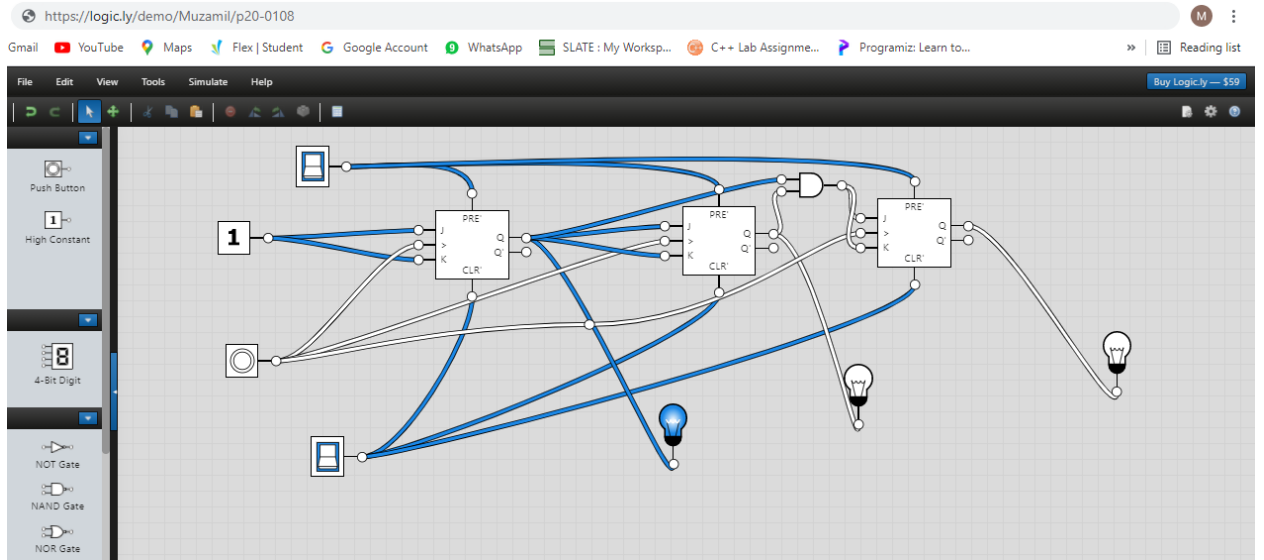 https://logic.ly/demo/Muzamil/p20-0108
M
Gmail YouTube Maps Flex | Student Google Account WhatsApp SLATE : My Worksp... C++ Lab Assignme... Programiz: Learn to... » Reading list
File Edit View Tools Simulate Help Buy Logic.ly — $59
Push Button
1
High Constant
8
4-Bit Digit
NOT Gate
NAND Gate
NOR Gate
1
PRE'
J Q
> Q'
K
CLR'
PRE'
J Q
> Q'
K
CLR'
PRE'
J Q
> Q'
K
CLR'